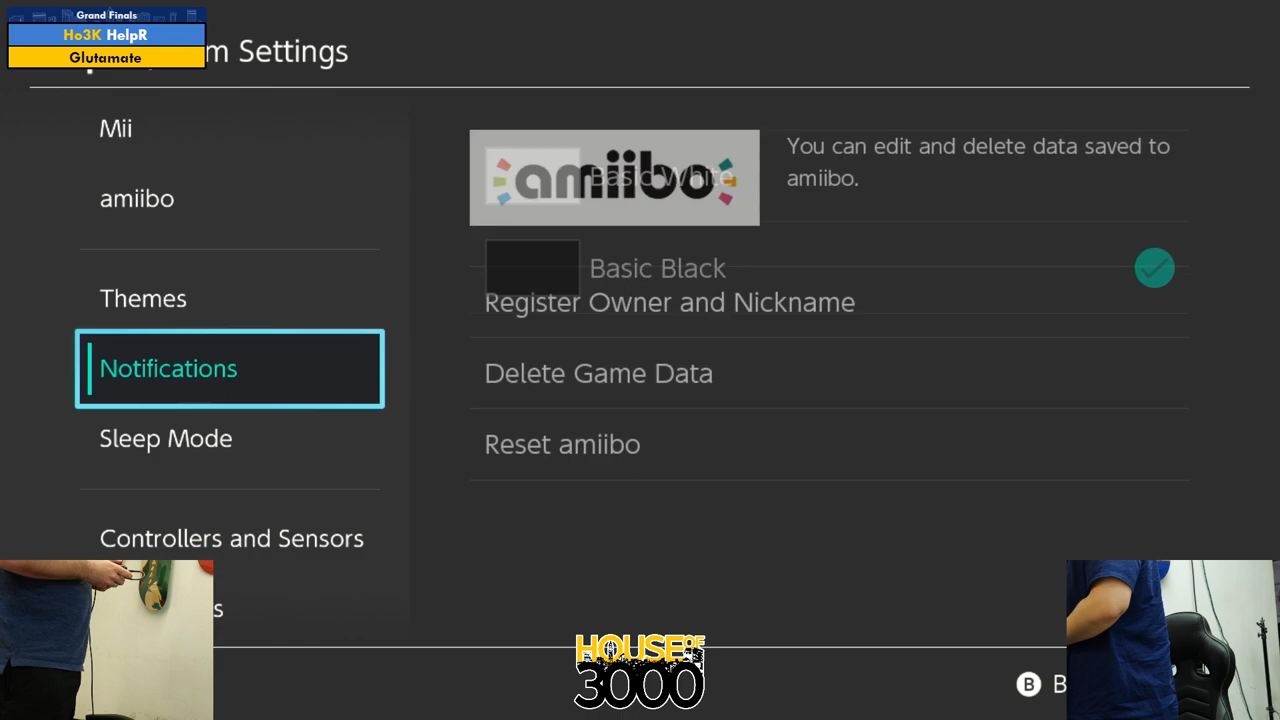 Grand Finals
Ho3K HelpR
Glutamate
m Settings
Mii
amiibo
Themes
Notifications
Sleep Mode
Controllers and Sensors
s
amiibo
Basic White
You can edit and delete data saved to
amiibo.
Basic Black
Register Owner and Nickname
Delete Game Data
Reset amiibo
HOUSE OF
3000
B B